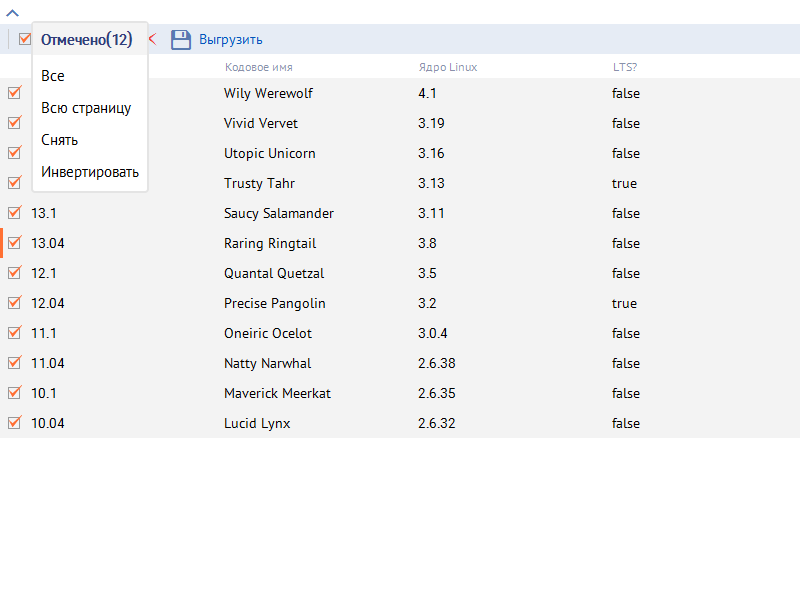 Отмечено(12) Выгрузить
Все
Всю страницу
Снять
Инвертировать
Кодовое имя Ядро Linux LTS?
Wily Werewolf 4.1 false
Vivid Vervet 3.19 false
Utopic Unicorn 3.16 false
Trusty Tahr 3.13 true
13.1 Saucy Salamander 3.11 false
13.04 Raring Ringtail 3.8 false
12.1 Quantal Quetzal 3.5 false
12.04 Precise Pangolin 3.2 true
11.1 Oneiric Ocelot 3.0.4 false
11.04 Natty Narwhal 2.6.38 false
10.1 Maverick Meerkat 2.6.35 false
10.04 Lucid Lynx 2.6.32 false